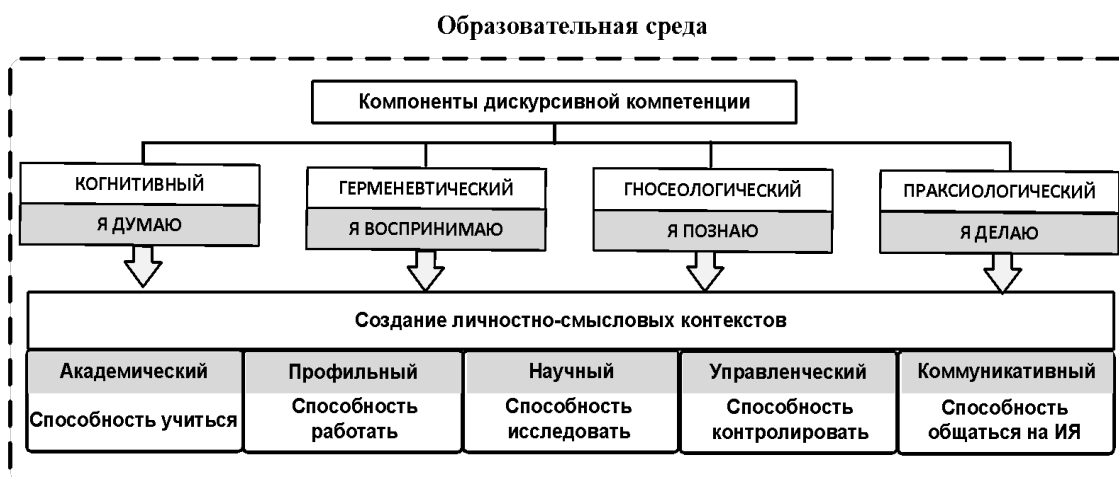 Образовательная среда
Компоненты дискурсивной компетенции
КОГНИТИВНЫЙ
Я ДУМАЮ
ГЕРМЕНЕВТИЧЕСКИЙ
Я ВОСПРИНИМАЮ
ГНОСЕОЛОГИЧЕСКИЙ
Я ПОЗНАЮ
ПРАКСИОЛОГИЧЕСКИЙ
Я ДЕЛАЮ
Создание личностно-смысловых контекстов
Академический
Способность учиться
Профильный
Способность
работать
Научный
Способность
исследовать
Управленческий
Способность
контролировать
Коммуникативный
Способность
общаться на ИЯ